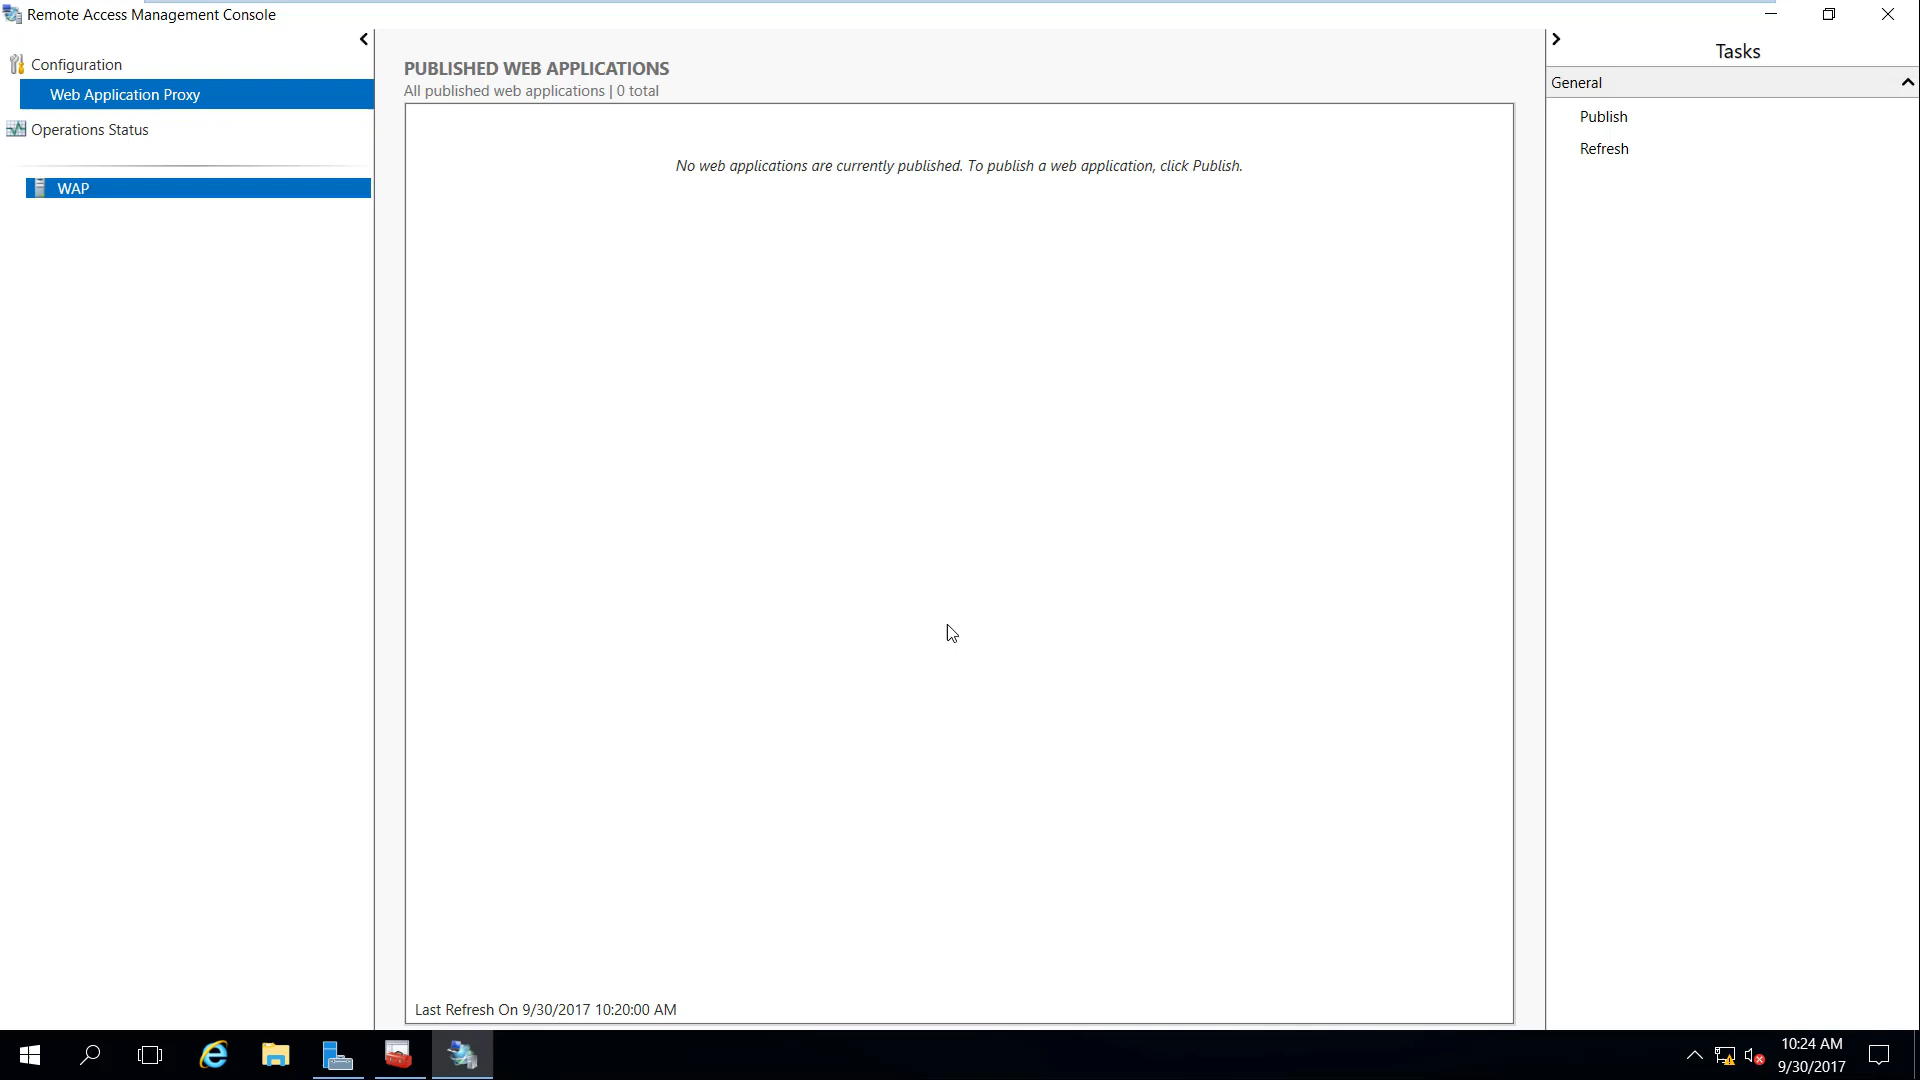 Remote Access Management Console
Configuration
Web Application Proxy
Operations Status
WAP
PUBLISHED WEB APPLICATIONS
All published web applications | 0 total
No web applications are currently published. To publish a web application, click Publish.
Last Refresh On 9/30/2017 10:20:00 AM
Tasks
General
Publish
Refresh
10:24 AM
9/30/2017